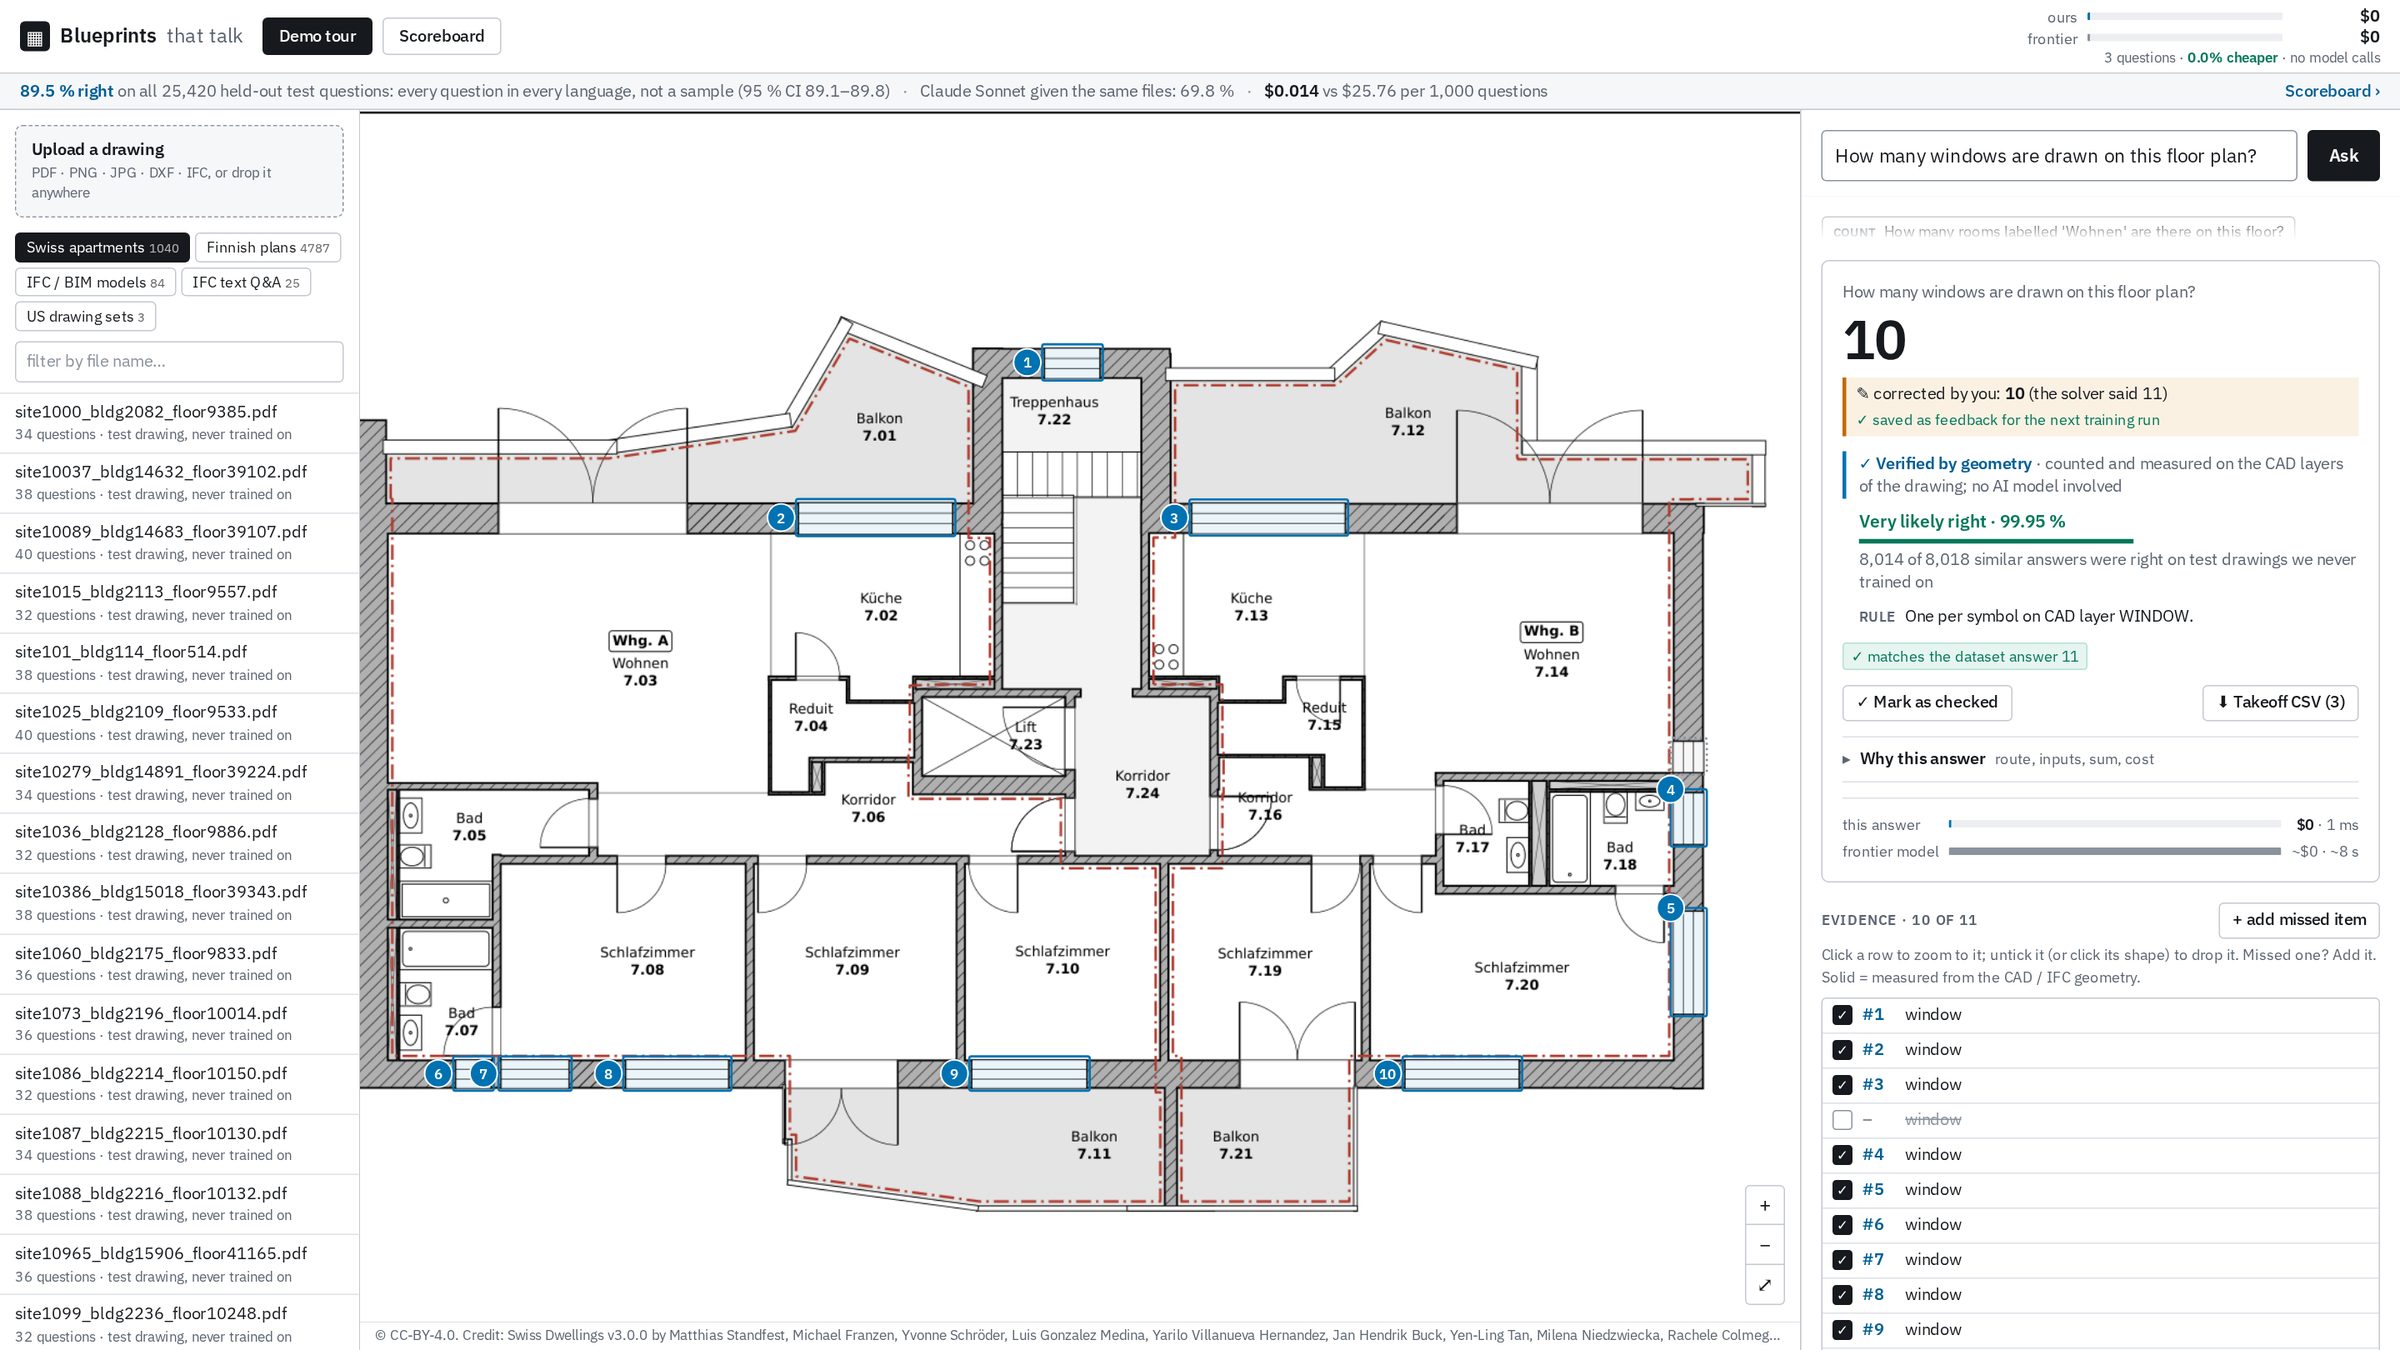 Blueprints that talk
Demo tour
Scoreboard
ours $0
frontier $0
3 questions · 0.0% cheaper · no model calls
89.5 % right on all 25,420 held-out test questions: every question in every language, not a sample (95 % CI 89.1–89.8) · Claude Sonnet given the same files: 69.8 % · $0.014 vs $25.76 per 1,000 questions
Scoreboard ›
Upload a drawing
PDF · PNG · JPG · DXF · IFC, or drop it
anywhere
Swiss apartments 1040
Finnish plans 4787
IFC / BIM models 84
IFC text Q&A 25
US drawing sets 3
filter by file name...
site1000_bldg2082_floor9385.pdf
34 questions · test drawing, never trained on
site10037_bldg14632_floor39102.pdf
38 questions · test drawing, never trained on
site10089_bldg14683_floor39107.pdf
40 questions · test drawing, never trained on
site1015_bldg2113_floor9557.pdf
32 questions · test drawing, never trained on
site101_bldg114_floor514.pdf
38 questions · test drawing, never trained on
site1025_bldg2109_floor9533.pdf
40 questions · test drawing, never trained on
site10279_bldg14891_floor39224.pdf
34 questions · test drawing, never trained on
site1036_bldg2128_floor9886.pdf
32 questions · test drawing, never trained on
site10386_bldg15018_floor39343.pdf
38 questions · test drawing, never trained on
site1060_bldg2175_floor9833.pdf
36 questions · test drawing, never trained on
site1073_bldg2196_floor10014.pdf
36 questions · test drawing, never trained on
site1086_bldg2214_floor10150.pdf
32 questions · test drawing, never trained on
site1087_bldg2215_floor10130.pdf
34 questions · test drawing, never trained on
site1088_bldg2216_floor10132.pdf
38 questions · test drawing, never trained on
site10965_bldg15906_floor41165.pdf
36 questions · test drawing, never trained on
site1099_bldg2236_floor10248.pdf
32 questions · test drawing, never trained on
1
Treppenhaus
7.22
Balkon
7.01
Balkon
7.12
2
3
Küche
7.02
Küche
7.13
Whg. A
Wohnen
7.03
Whg. B
Wohnen
7.14
Reduit
7.04
Lift
7.23
Reduit
7.15
Korridor
7.24
Korridor
7.06
Korridor
7.16
4
Bad
7.05
Bad
7.17
Bad
7.18
5
Schlafzimmer
7.08
Schlafzimmer
7.09
Schlafzimmer
7.10
Schlafzimmer
7.19
Schlafzimmer
7.20
Bad
7.07
6
7
8
9
10
Balkon
7.11
Balkon
7.21
+
−
© CC-BY-4.0. Credit: Swiss Dwellings v3.0.0 by Matthias Standfest, Michael Franzen, Yvonne Schröder, Luis Gonzalez Medina, Yarilo Villanueva Hernandez, Jan Hendrik Buck, Yen-Ling Tan, Milena Niedzwiecka, Rachele Colmeg...
How many windows are drawn on this floor plan?
Ask
COUNT How many rooms labelled 'Wohnen' are there on this floor?
How many windows are drawn on this floor plan?
10
✎ corrected by you: 10 (the solver said 11)
✓ saved as feedback for the next training run
✓ Verified by geometry · counted and measured on the CAD layers
of the drawing; no AI model involved
Very likely right · 99.95 %
8,014 of 8,018 similar answers were right on test drawings we never
trained on
RULE One per symbol on CAD layer WINDOW.
✓ matches the dataset answer 11
✓ Mark as checked
⬇ Takeoff CSV (3)
▸ Why this answer route, inputs, sum, cost
this answer $0 · 1 ms
frontier model ~$0 · ~8 s
EVIDENCE · 10 OF 11
+ add missed item
Click a row to zoom to it; untick it (or click its shape) to drop it. Missed one? Add it.
Solid = measured from the CAD / IFC geometry.
#1 window
#2 window
#3 window
– window
#4 window
#5 window
#6 window
#7 window
#8 window
#9 window